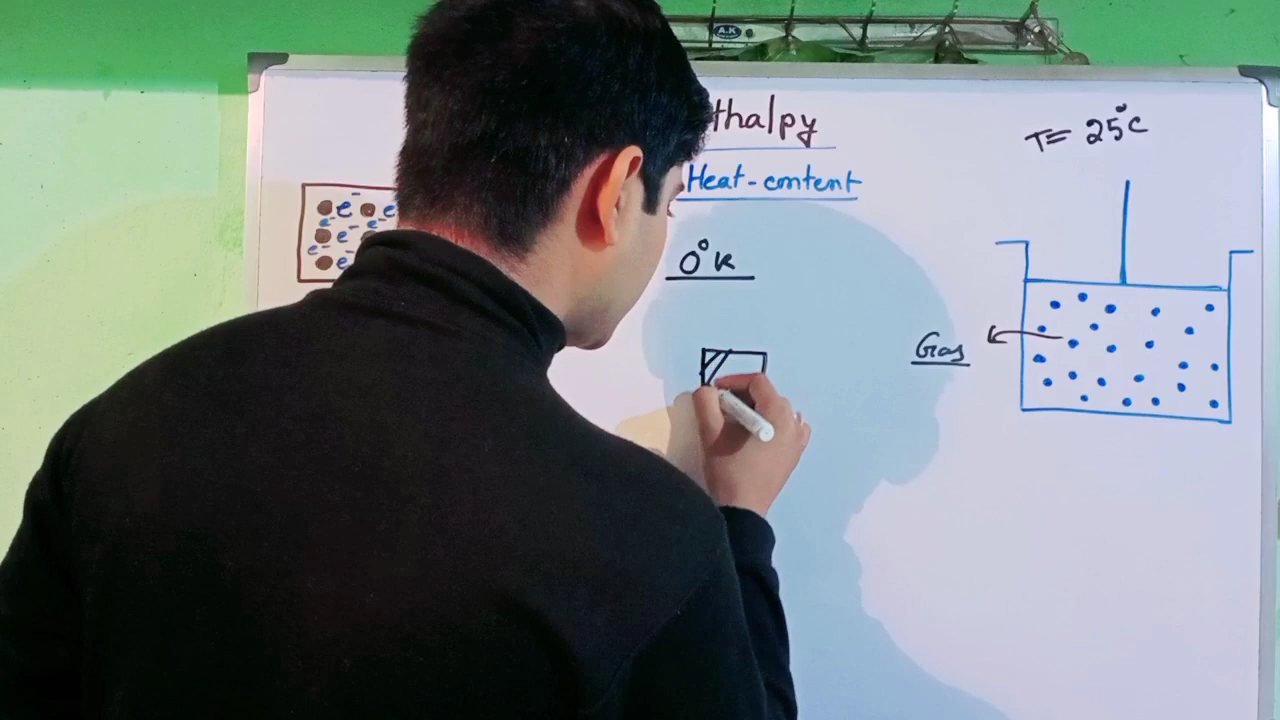 A.K
thalpy
Heat-content
0°K
T= 25°C
Gas
e⁻ e
e⁻ e⁻
e⁻
e⁻
e